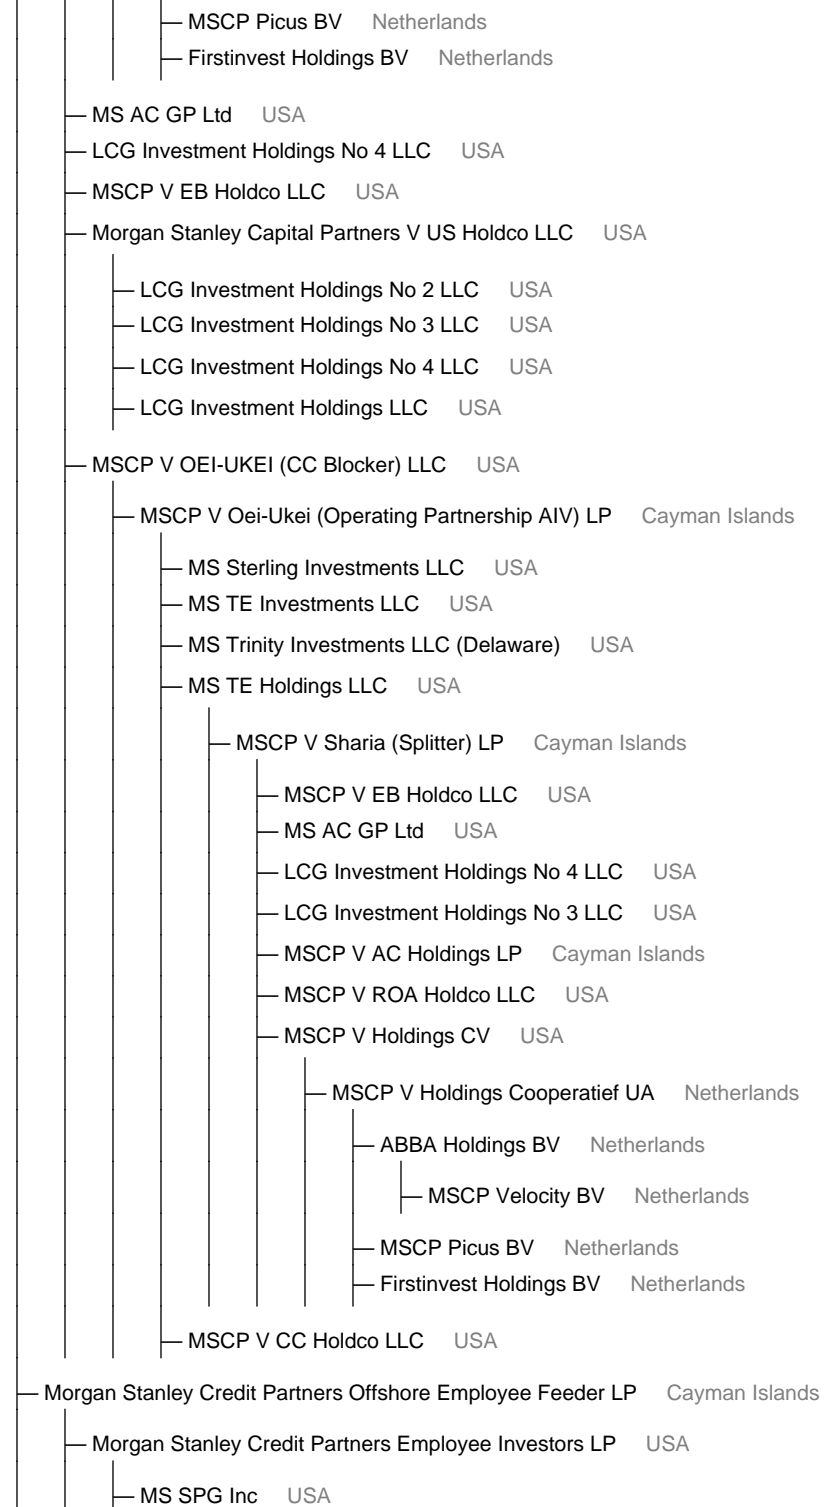 MSCP Picus BV Netherlands
Firstinvest Holdings BV Netherlands
MS AC GP Ltd USA
LCG Investment Holdings No 4 LLC USA
MSCP V EB Holdco LLC USA
Morgan Stanley Capital Partners V US Holdco LLC USA
LCG Investment Holdings No 2 LLC USA
LCG Investment Holdings No 3 LLC USA
LCG Investment Holdings No 4 LLC USA
LCG Investment Holdings LLC USA
MSCP V OEI-UKEI (CC Blocker) LLC USA
MSCP V Oei-Ukei (Operating Partnership AIV) LP Cayman Islands
MS Sterling Investments LLC USA
MS TE Investments LLC USA
MS Trinity Investments LLC (Delaware) USA
MS TE Holdings LLC USA
MSCP V Sharia (Splitter) LP Cayman Islands
MSCP V EB Holdco LLC USA
MS AC GP Ltd USA
LCG Investment Holdings No 4 LLC USA
LCG Investment Holdings No 3 LLC USA
MSCP V AC Holdings LP Cayman Islands
MSCP V ROA Holdco LLC USA
MSCP V Holdings CV USA
MSCP V Holdings Cooperatief UA Netherlands
ABBA Holdings BV Netherlands
MSCP Velocity BV Netherlands
MSCP Picus BV Netherlands
Firstinvest Holdings BV Netherlands
MSCP V CC Holdco LLC USA
Morgan Stanley Credit Partners Offshore Employee Feeder LP Cayman Islands
Morgan Stanley Credit Partners Employee Investors LP USA
MS SPG Inc USA